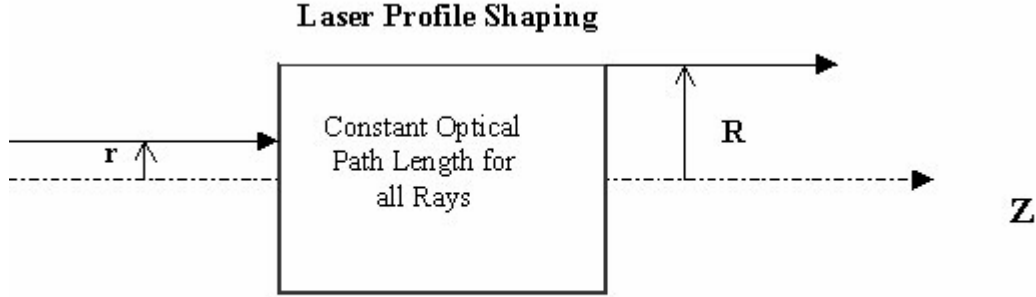 Laser Profile Shaping
Constant Optical
Path Length for
all Rays
r
R
Z